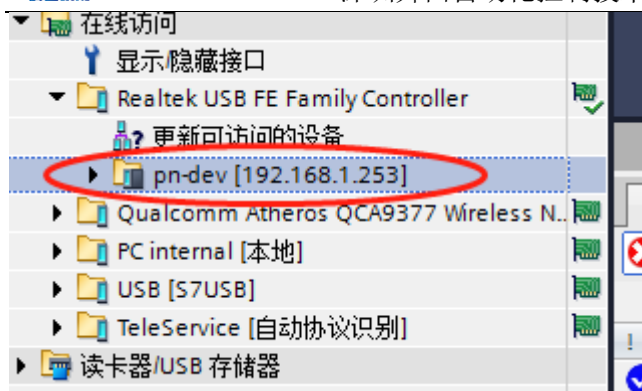 在线访问
显示/隐藏接口
Realtek USB FE Family Controller
更新可访问的设备
pn-dev [192.168.1.253]
Qualcomm Atheros QCA9377 Wireless N..
PC internal [本地]
USB [S7USB]
TeleService [自动协议识别]
读卡器/USB 存储器
!